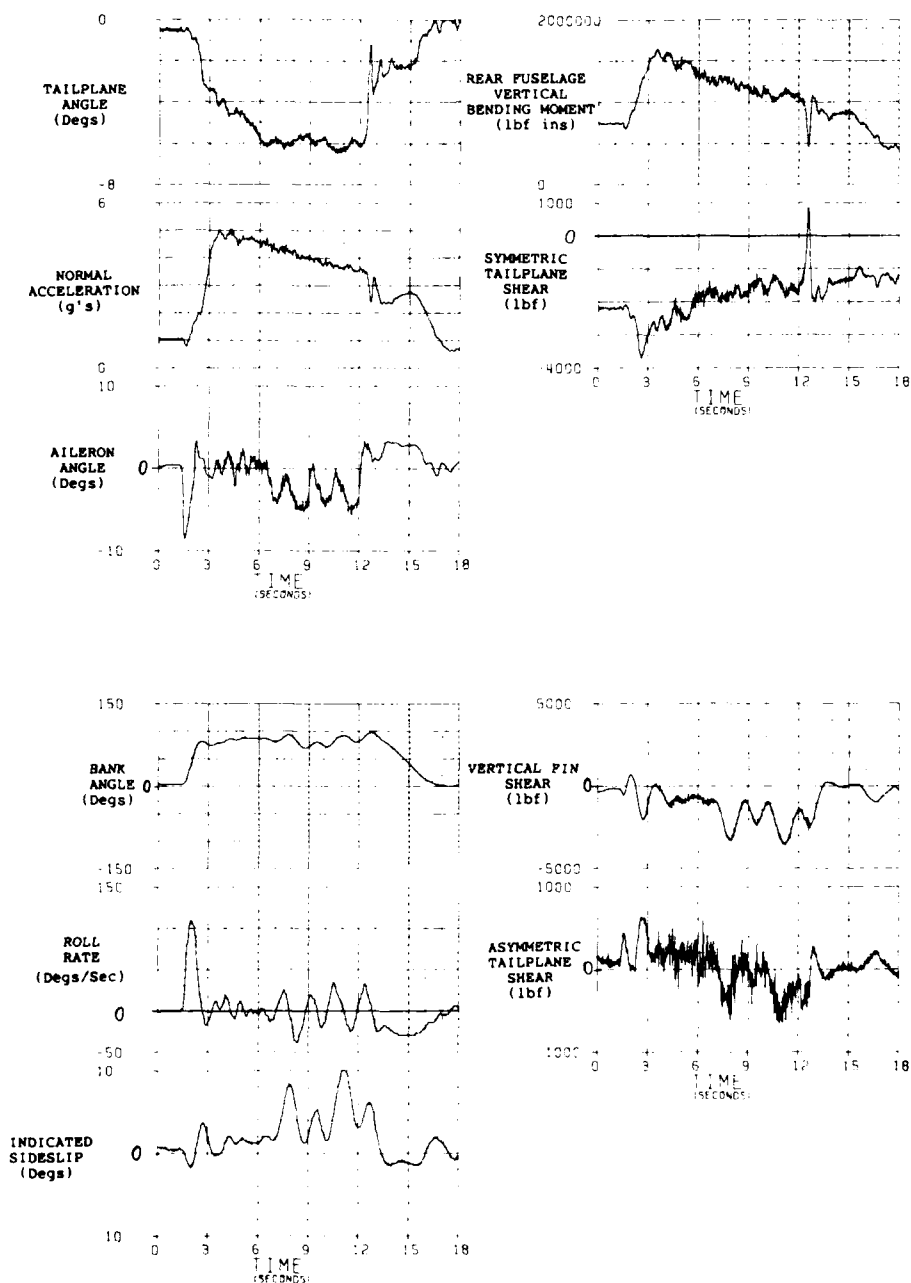 0
TAILPLANE
ANGLE
(Degs)
-8
6
NORMAL
ACCELERATION
(g's)
0
10
AILERON
ANGLE
(Degs)
0
-10
0 3 6 9 12 15 18
TIME
(SECONDS)
2000000
REAR FUSELAGE
VERTICAL
BENDING MOMENT
(lbf ins)
0
1000
0
SYMMETRIC
TAILPLANE
SHEAR
(lbf)
-4000
0 3 6 9 12 15 18
TIME
(SECONDS)
150
BANK
ANGLE
(Degs)
0
-150
150
ROLL
RATE
(Degs/Sec)
0
-50
10
INDICATED
SIDESLIP
(Degs)
0
10
0 3 6 9 12 15 18
TIME
(SECONDS)
5000
VERTICAL FIN
SHEAR
(lbf)
0
-5000
1000
ASYMMETRIC
TAILPLANE
SHEAR
(lbf)
0
1000
0 3 6 9 12 15 18
TIME
(SECONDS)